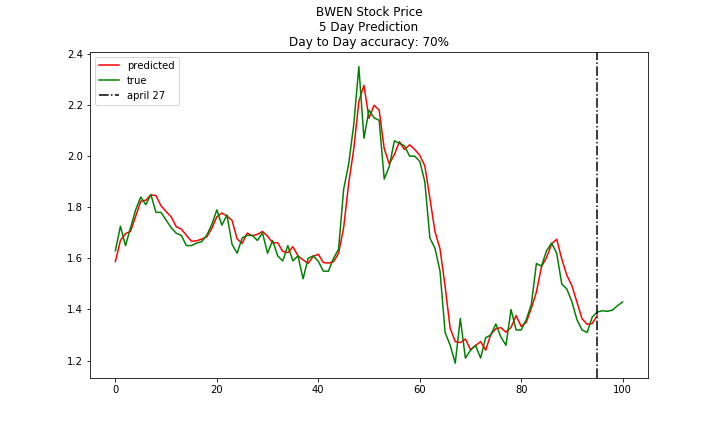 BWEN Stock Price
5 Day Prediction
Day to Day accuracy: 70%
predicted
true
april 27
2.4
2.2
2.0
1.8
1.6
1.4
1.2
0 20 40 60 80 100